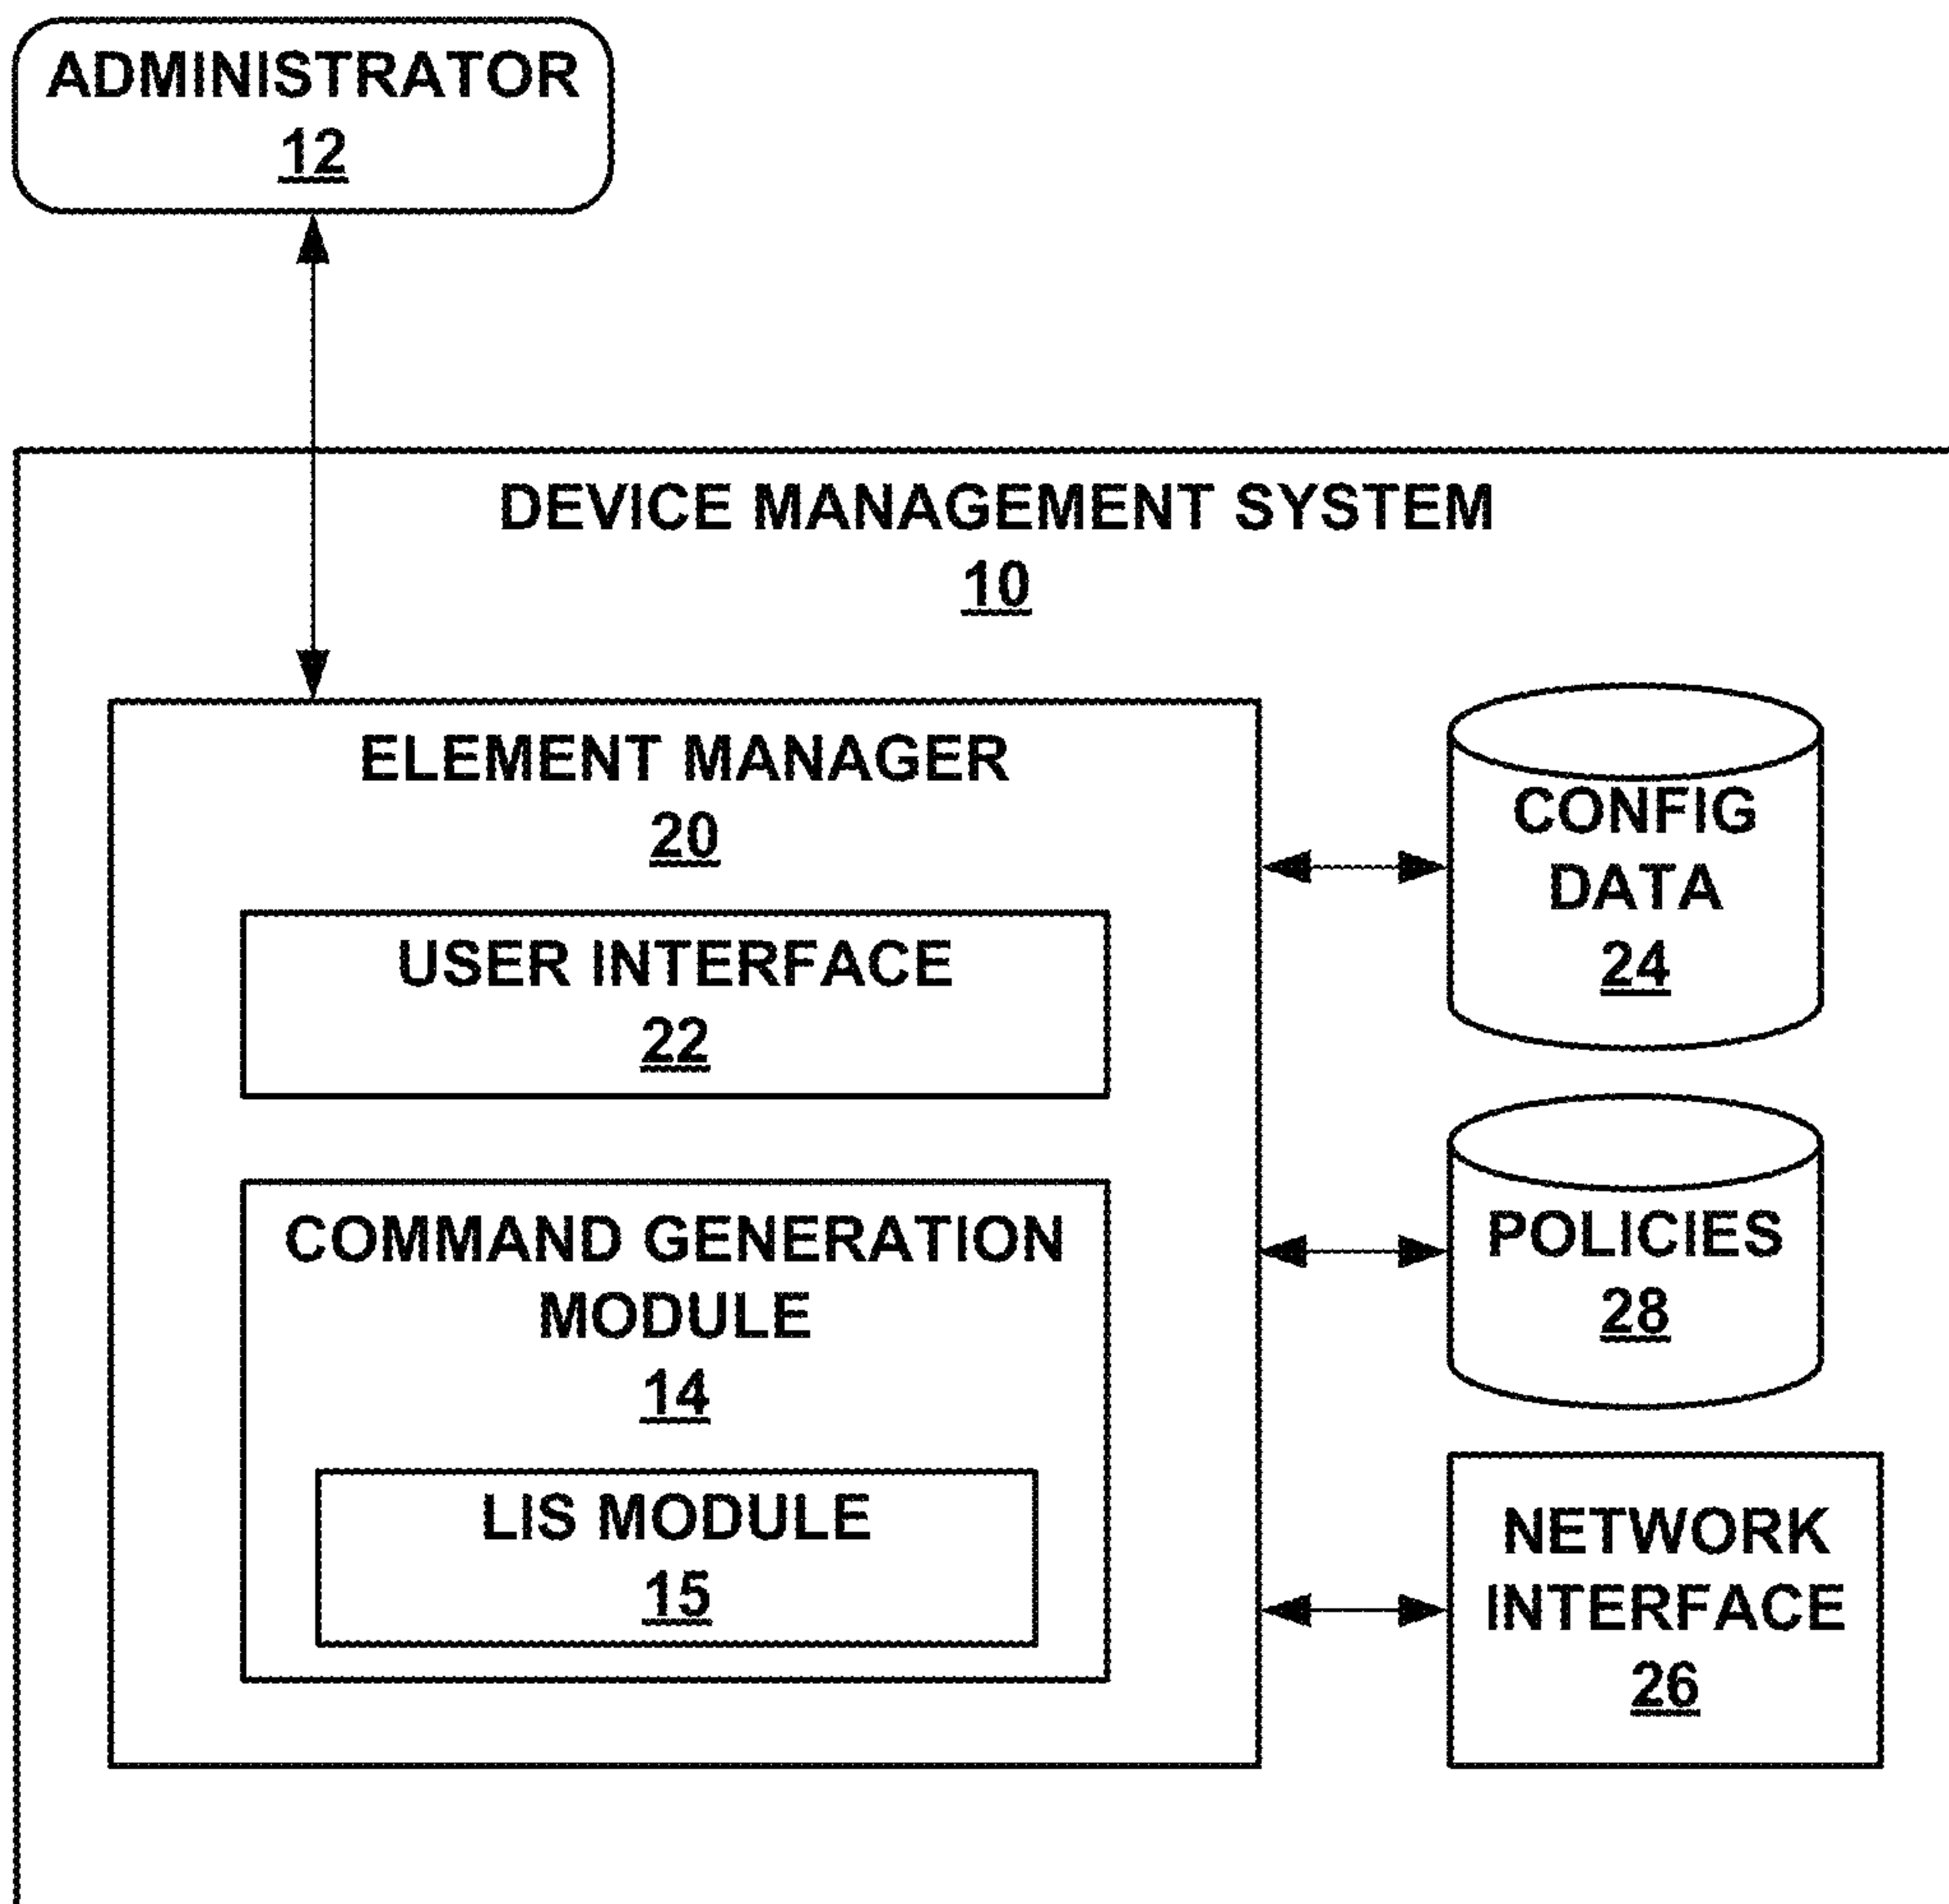 ADMINISTRATOR
12
DEVICE MANAGEMENT SYSTEM
10
ELEMENT MANAGER
20
USER INTERFACE
22
COMMAND GENERATION
MODULE
14
LIS MODULE
15
CONFIG
DATA
24
POLICIES
28
NETWORK
INTERFACE
26